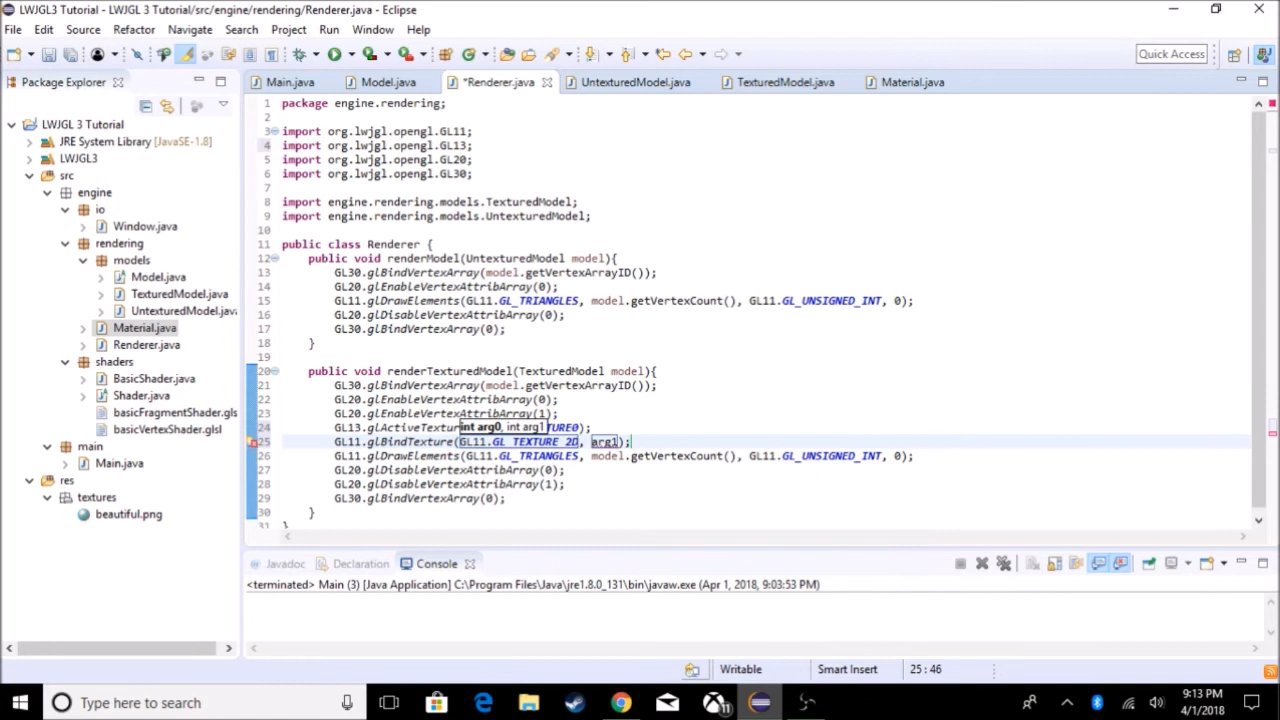 LWJGL3 Tutorial - LWJGL 3 Tutorial/src/engine/rendering/Renderer.java - Eclipse
File Edit Source Refactor Navigate Search Project Run Window Help
Quick Access
Package Explorer
LWJGL 3 Tutorial
JRE System Library [JavaSE-1.8]
LWJGL3
src
engine
io
Window.java
rendering
models
Model.java
TexturedModel.java
UntexturedModel.java
Material.java
Renderer.java
shaders
BasicShader.java
Shader.java
basicFragmentShader.gls
basicVertexShader.glsl
main
Main.java
res
textures
beautiful.png
Main.java Model.java *Renderer.java UntexturedModel.java TexturedModel.java Material.java
1 package engine.rendering;
2
3 import org.lwjgl.opengl.GL11;
4 import org.lwjgl.opengl.GL13;
5 import org.lwjgl.opengl.GL20;
6 import org.lwjgl.opengl.GL30;
7
8 import engine.rendering.models.TexturedModel;
9 import engine.rendering.models.UntexturedModel;
10
11 public class Renderer {
12 public void renderModel(UntexturedModel model){
13 GL30.glBindVertexArray(model.getVertexArrayID());
14 GL20.glEnableVertexAttribArray(0);
15 GL11.glDrawElements(GL11.GL_TRIANGLES, model.getVertexCount(), GL11.GL_UNSIGNED_INT, 0);
16 GL20.glDisableVertexAttribArray(0);
17 GL30.glBindVertexArray(0);
18 }
19
20 public void renderTexturedModel(TexturedModel model){
21 GL30.glBindVertexArray(model.getVertexArrayID());
22 GL20.glEnableVertexAttribArray(0);
23 GL20.glEnableVertexAttribArray(1);
24 GL13.glActiveTextur int arg0, int arg1 TURE0);
25 GL11.glBindTexture(GL11.GL_TEXTURE_2D, arg1);
26 GL11.glDrawElements(GL11.GL_TRIANGLES, model.getVertexCount(), GL11.GL_UNSIGNED_INT, 0);
27 GL20.glDisableVertexAttribArray(0);
28 GL20.glDisableVertexAttribArray(1);
29 GL30.glBindVertexArray(0);
30 }
31 }
Javadoc Declaration Console
<terminated> Main (3) [Java Application] C:\Program Files\Java\jre1.8.0_131\bin\javaw.exe (Apr 1, 2018, 9:03:53 PM)
Writable Smart Insert 25 : 46
Type here to search
11
9:13 PM
4/1/2018